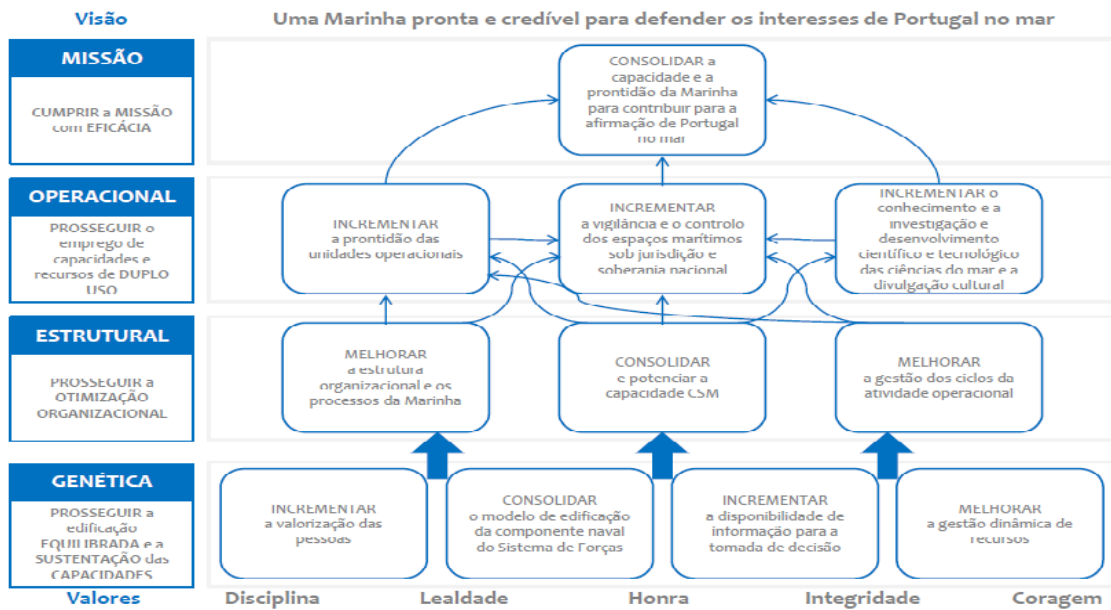 Visão
Uma Marinha pronta e credível para defender os interesses de Portugal no mar
MISSÃO
CUMPRIR a MISSÃO
com EFICÁCIA
CONSOLIDAR a
capacidade e a
prontidão da Marinha
para contribuir para a
afirmação de Portugal
no mar
OPERACIONAL
PROSSEGUIR o
emprego de
capacidades e
recursos de DUPLO
USO
INCREMENTAR
a prontidão das
unidades operacionais
INCREMENTAR
a vigilância e o controlo
dos espaços marítimos
sob jurisdição e
soberania nacional
INCREMENTAR o
conhecimento e a
investigação e
desenvolvimento
científico e tecnológico
das ciências do mar e a
divulgação cultural
ESTRUTURAL
PROSSEGUIR a
OTIMIZAÇÃO
ORGANIZACIONAL
MELHORAR
a estrutura
organizacional e os
processos da Marinha
CONSOLIDAR
e potenciar a
capacidade CSM
MELHORAR
a gestão dos ciclos da
atividade operacional
GENÉTICA
PROSSEGUIR a
edificação
EQUILIBRADA e a
SUSTENTAÇÃO das
CAPACIDADES
INCREMENTAR
a valorização das
pessoas
CONSOLIDAR
o modelo de edificação
da componente naval
do Sistema de Forças
INCREMENTAR
a disponibilidade de
informação para a
tomada de decisão
MELHORAR
a gestão dinâmica de
recursos
Valores
Disciplina
Lealdade
Honra
Integridade
Coragem